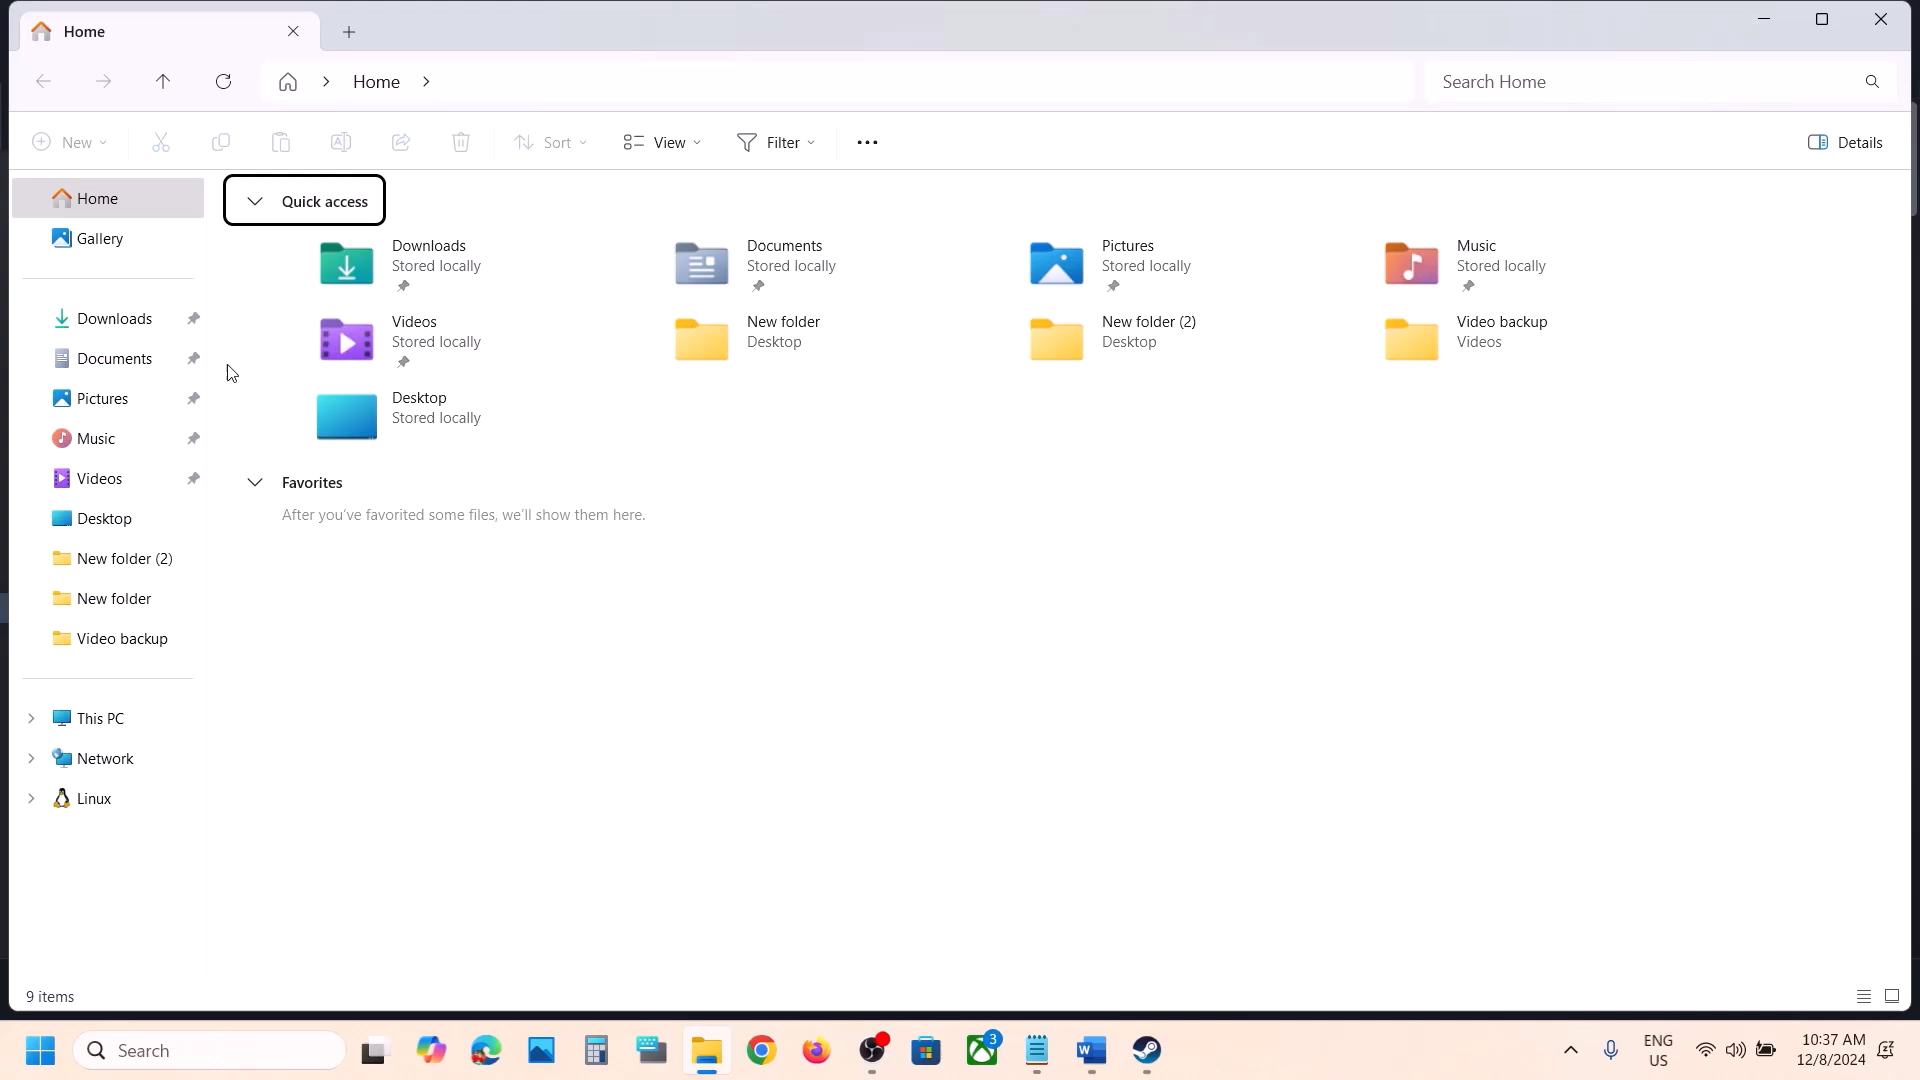 Home
Home
Search Home
New
Sort
View
Filter
Details
Home
Gallery
Downloads
Documents
Pictures
Music
Videos
Desktop
New folder (2)
New folder
Video backup
This PC
Network
Linux
Quick access
Downloads
Stored locally
Documents
Stored locally
Pictures
Stored locally
Music
Stored locally
Videos
Stored locally
New folder
Desktop
New folder (2)
Desktop
Video backup
Videos
Desktop
Stored locally
Favorites
After you've favorited some files, we'll show them here.
9 items
Search
3
ENG
US
10:37 AM
12/8/2024